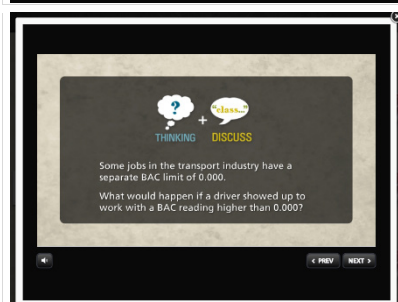 ?
"class..."
+
THINKING DISCUSS
Some jobs in the transport industry have a
separate BAC limit of 0.000.
What would happen if a driver showed up to
work with a BAC reading higher than 0.000?
< PREV NEXT >